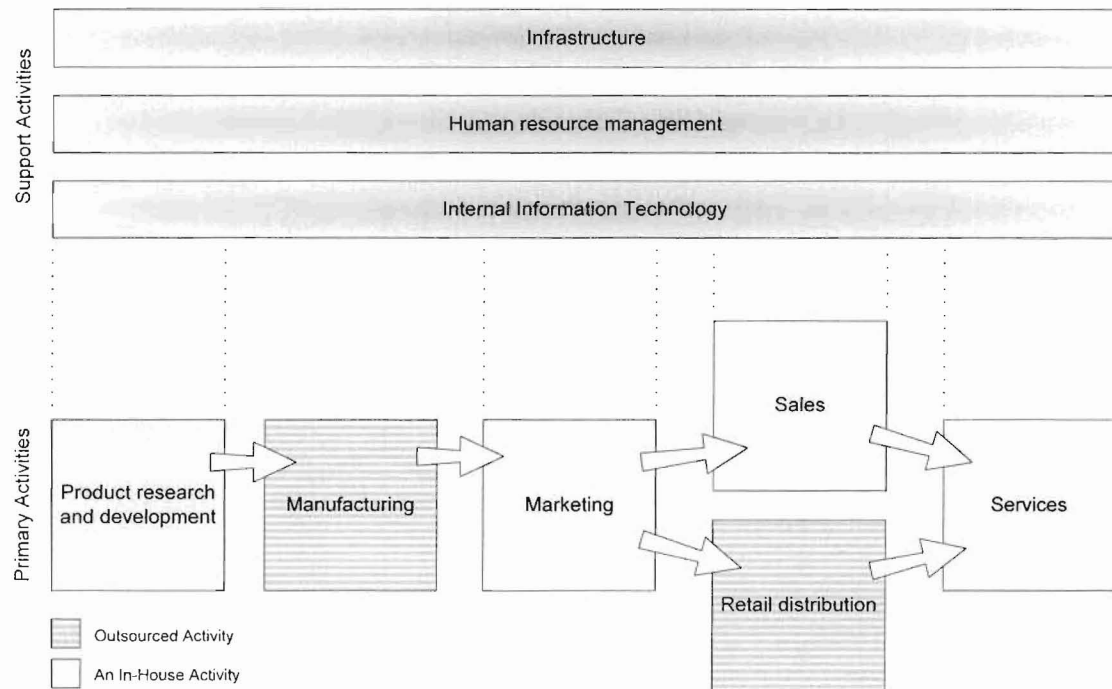 Support Activities
Infrastructure
Human resource management
Internal Information Technology
Primary Activities
Product research
and development
Manufacturing
Marketing
Sales
Retail distribution
Services
Outsourced Activity
An In-House Activity